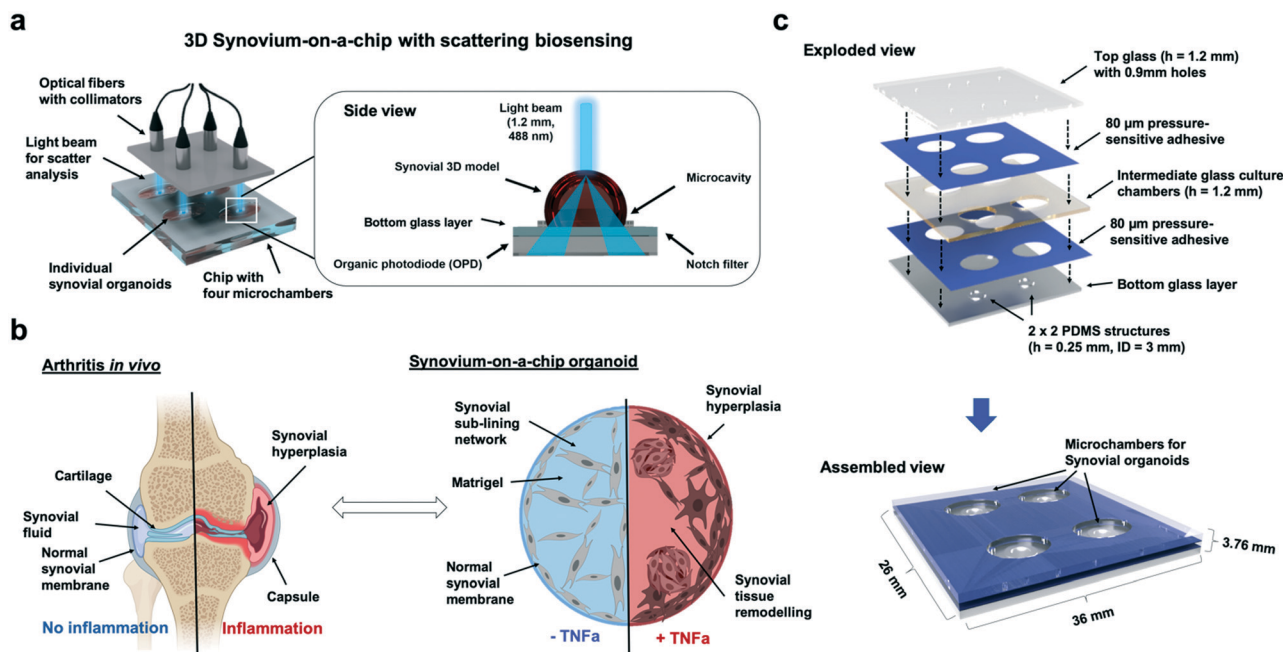 a
3D Synovium-on-a-chip with scattering biosensing
Optical fibers
with collimators
Light beam
for scatter
analysis
Individual
synovial organoids
Chip with
four microchambers
Side view
Light beam
(1.2 mm,
488 nm)
Synovial 3D model
Microcavity
Bottom glass layer
Organic photodiode (OPD)
Notch filter
b
Arthritis in vivo
Synovial
hyperplasia
Cartilage
Synovial
fluid
Normal
synovial
membrane
Capsule
No inflammation
Inflammation
Synovium-on-a-chip organoid
Synovial
sub-lining
network
Matrigel
Normal
synovial
membrane
Synovial
hyperplasia
Synovial
tissue
remodelling
- TNFa
+ TNFa
c
Exploded view
Top glass (h = 1.2 mm)
with 0.9mm holes
80 µm pressure-
sensitive adhesive
Intermediate glass culture
chambers (h = 1.2 mm)
80 µm pressure-
sensitive adhesive
Bottom glass layer
2 x 2 PDMS structures
(h = 0.25 mm, ID = 3 mm)
Assembled view
Microchambers for
Synovial organoids
3.76 mm
26 mm
36 mm